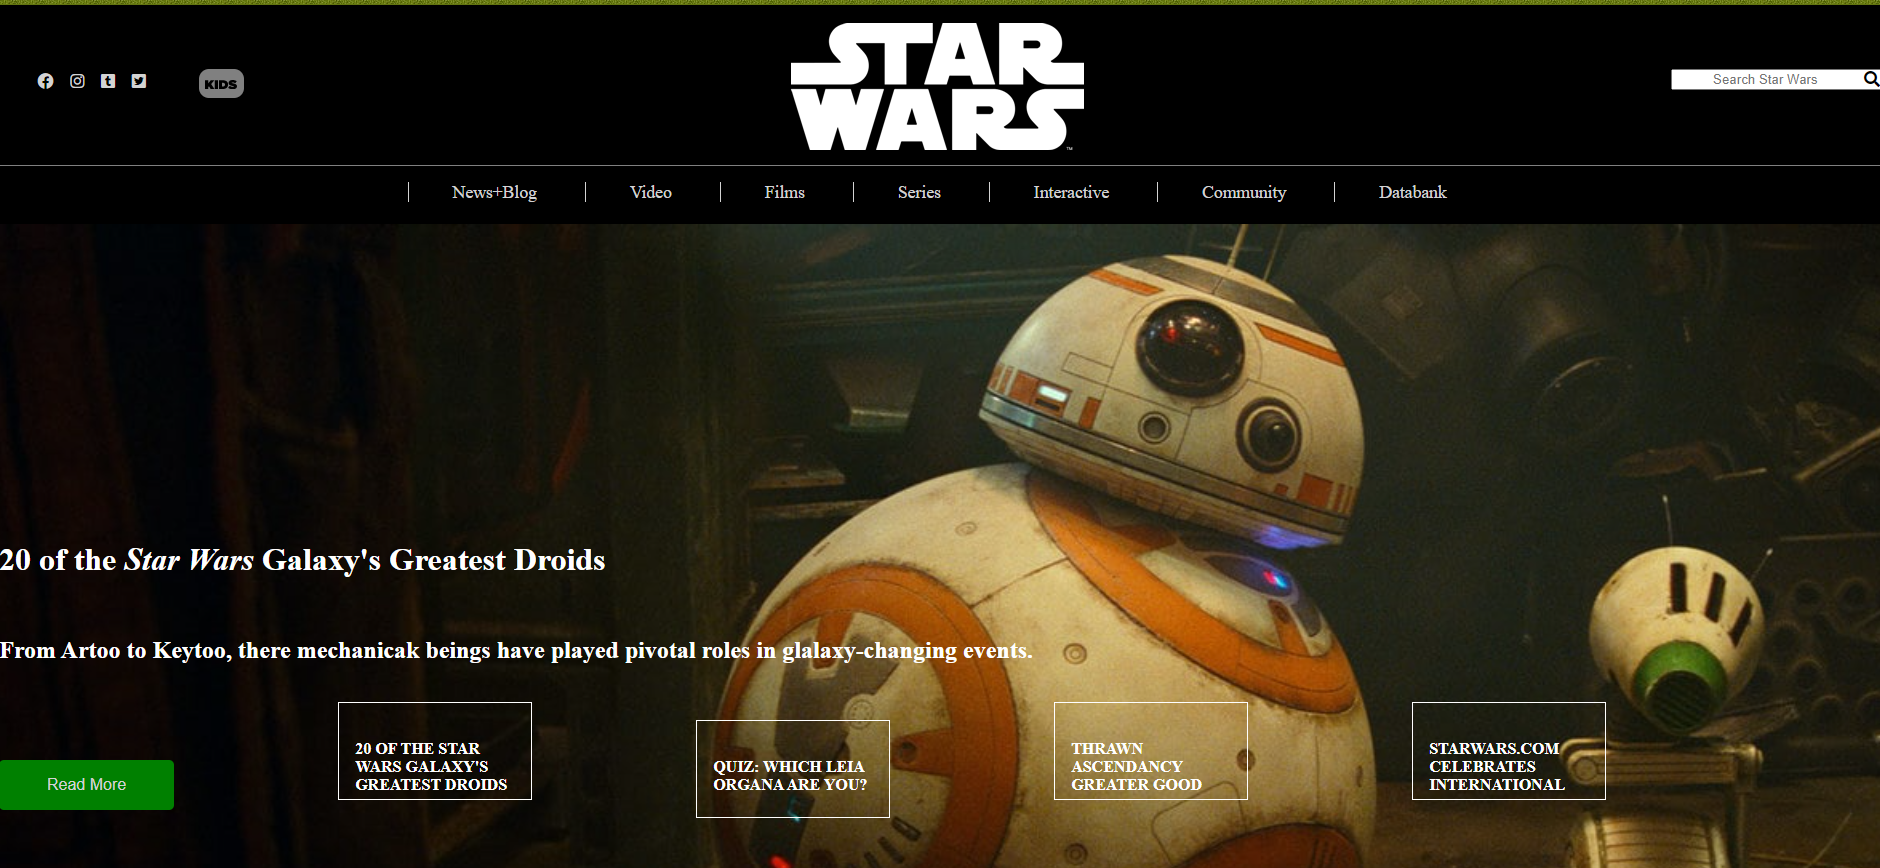 STAR
WARS™
KIDS
Search Star Wars
News+Blog
Video
Films
Series
Interactive
Community
Databank
20 of the Star Wars Galaxy's Greatest Droids
From Artoo to Keytoo, there mechanicak beings have played pivotal roles in glalaxy-changing events.
Read More
20 OF THE STAR
WARS GALAXY'S
GREATEST DROIDS
QUIZ: WHICH LEIA
ORGANA ARE YOU?
THRAWN
ASCENDANCY
GREATER GOOD
STARWARS.COM
CELEBRATES
INTERNATIONAL